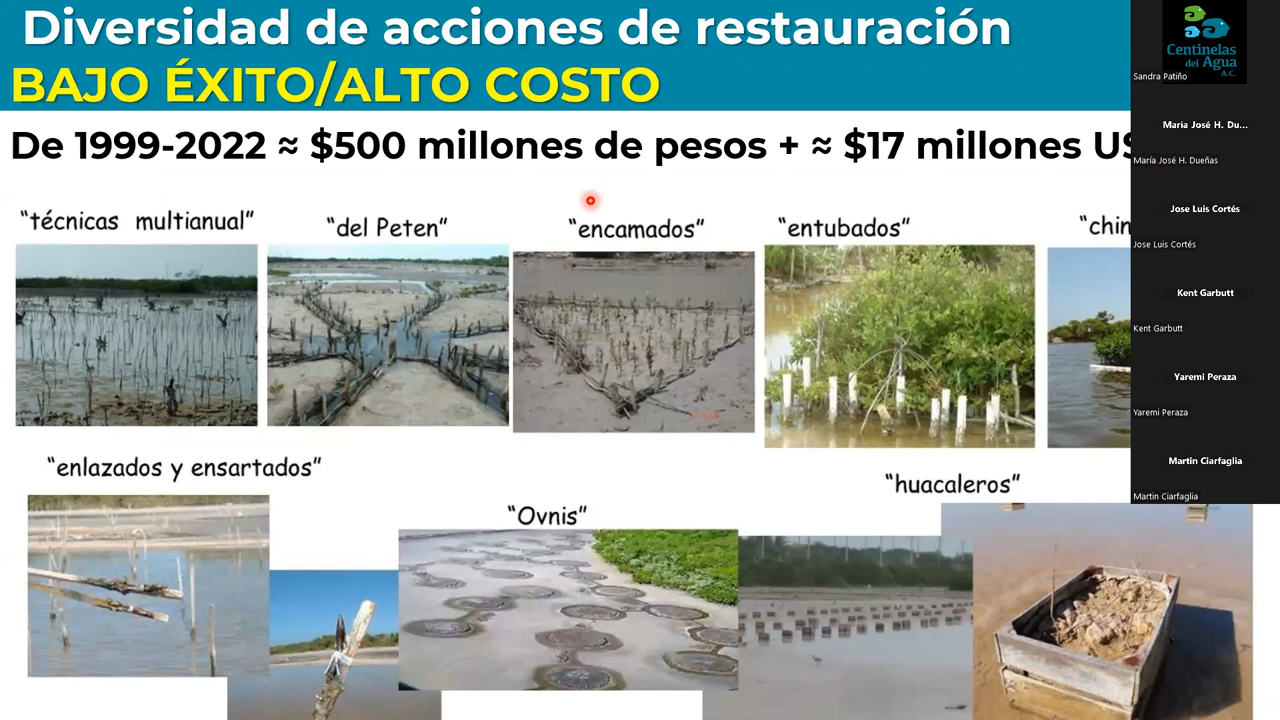 Diversidad de acciones de restauración
BAJO ÉXITO/ALTO COSTO
De 1999-2022 ≈ $500 millones de pesos + ≈ $17 millones US
“técnicas multianual”
“del Peten”
“encamados”
“entubados”
“chin
“enlazados y ensartados”
“Ovnis”
“huacaleros”
Centinelas
del Agua
A.C.
Sandra Patiño
María José H. Du...
María José H. Dueñas
Jose Luis Cortés
Jose Luis Cortés
Kent Garbutt
Kent Garbutt
Yaremi Peraza
Yaremi Peraza
Martin Ciarfaglia
Martin Ciarfaglia